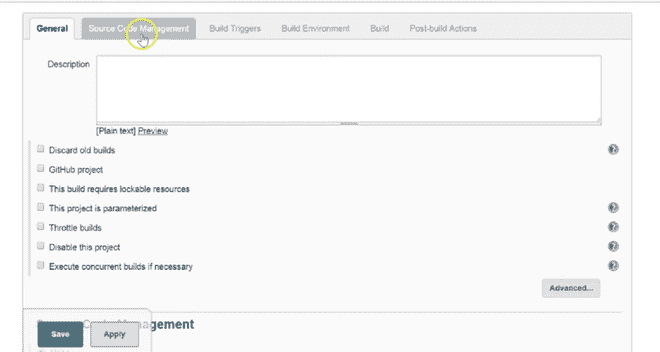 General Source Code Management Build Triggers Build Environment Build Post-build Actions
Description
[Plain text] Preview
Discard old builds
GitHub project
This build requires lockable resources
This project is parameterized
Throttle builds
Disable this project
Execute concurrent builds if necessary
Advanced...
Management
Save Apply